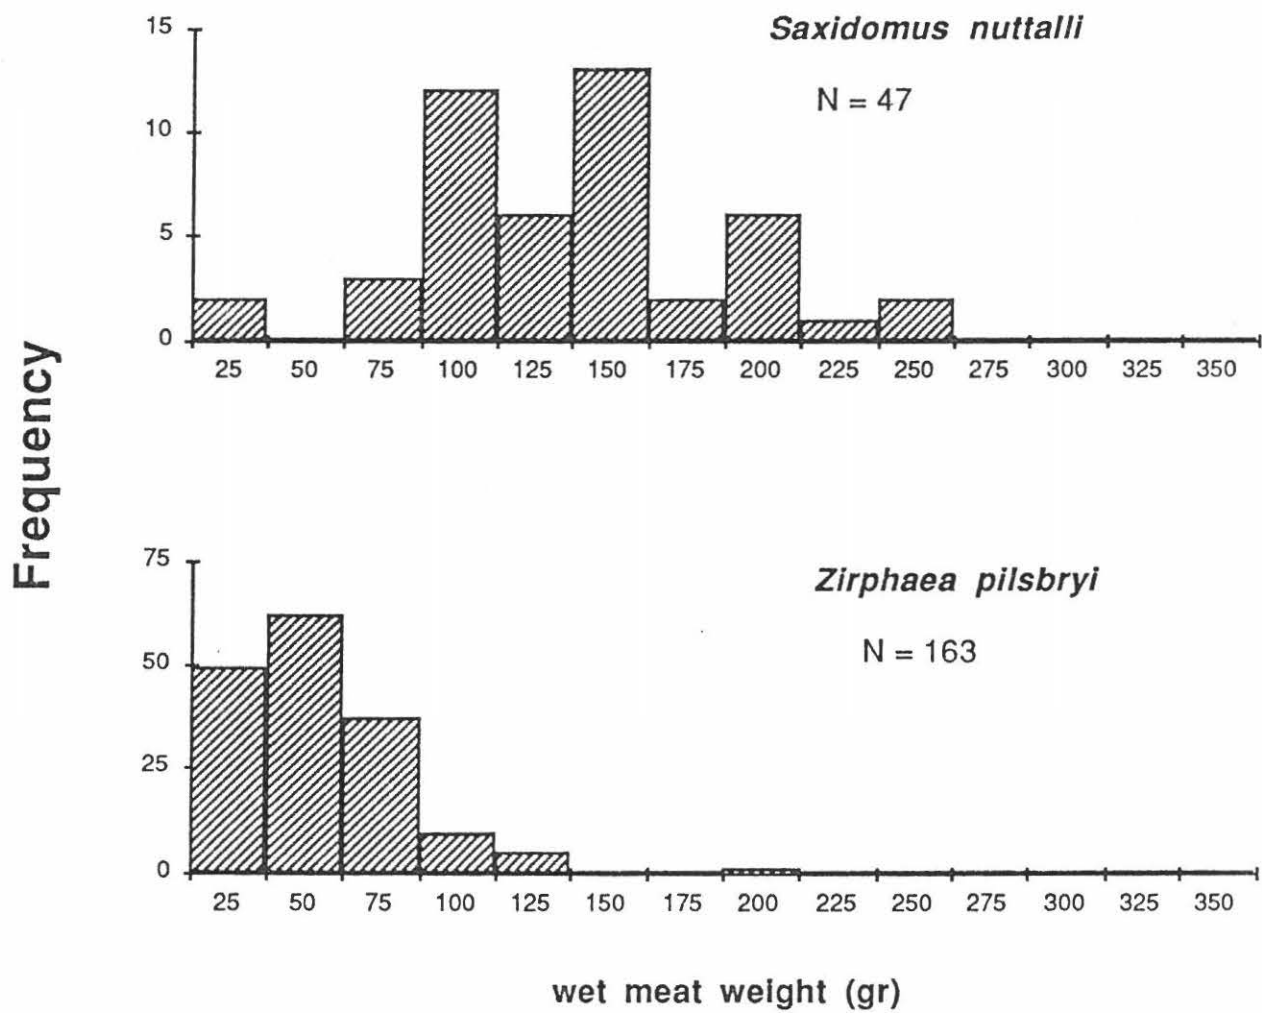 Saxidomus nuttalli
N = 47
15
10
5
0
25 50 75 100 125 150 175 200 225 250 275 300 325 350
Frequency
Zirphaea pilsbryi
N = 163
75
50
25
0
25 50 75 100 125 150 175 200 225 250 275 300 325 350
wet meat weight (gr)